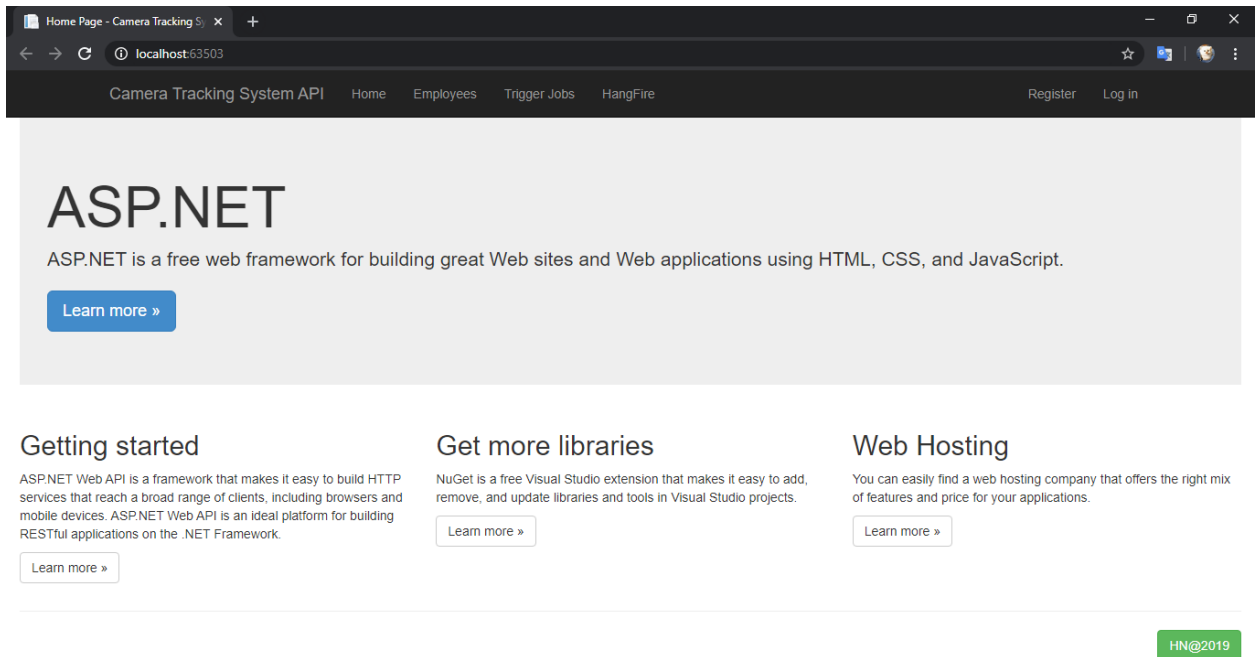 Home Page - Camera Tracking Sy
localhost:63503
Camera Tracking System API Home Employees Trigger Jobs HangFire Register Log in
ASP.NET
ASP.NET is a free web framework for building great Web sites and Web applications using HTML, CSS, and JavaScript.
Learn more »
Getting started
ASP.NET Web API is a framework that makes it easy to build HTTP
services that reach a broad range of clients, including browsers and
mobile devices. ASP.NET Web API is an ideal platform for building
RESTful applications on the .NET Framework.
Learn more »
Get more libraries
NuGet is a free Visual Studio extension that makes it easy to add,
remove, and update libraries and tools in Visual Studio projects.
Learn more »
Web Hosting
You can easily find a web hosting company that offers the right mix
of features and price for your applications.
Learn more »
HN@2019